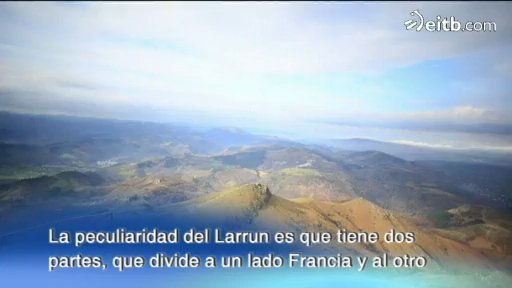 eitb.com
La peculiaridad del Larrun es que tiene dos
partes, que divide a un lado Francia y al otro